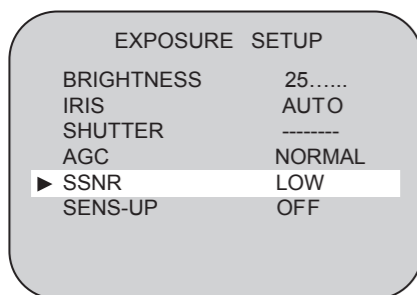 EXPOSURE SETUP
BRIGHTNESS 25......
IRIS AUTO
SHUTTER --------
AGC NORMAL
► SSNR LOW
SENS-UP OFF